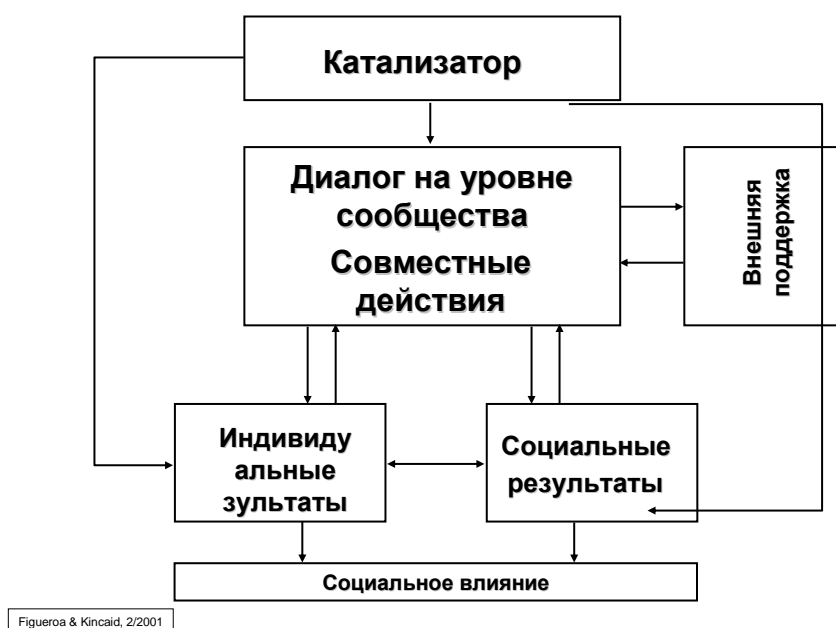 Катализатор
Диалог на уровне
сообщества
Совместные
действия
Внешняя
поддержка
Индивиду
альные
зультаты
Социальные
результаты
Социальное влияние
Figueroa & Kincaid, 2/2001